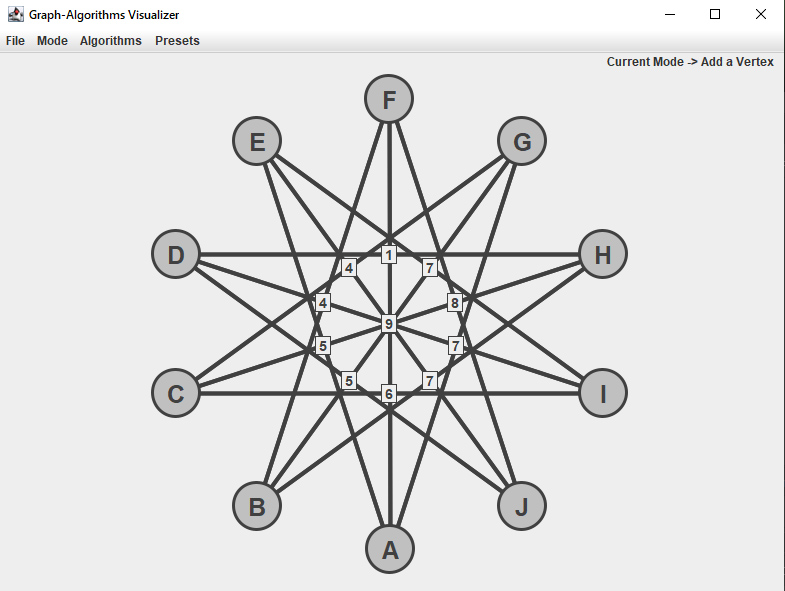 Graph-Algorithms Visualizer
File Mode Algorithms Presets
Current Mode -> Add a Vertex
F
E G
D 1 H
4 7
4 8
9
5 7
5 7
C 6 I
B J
A